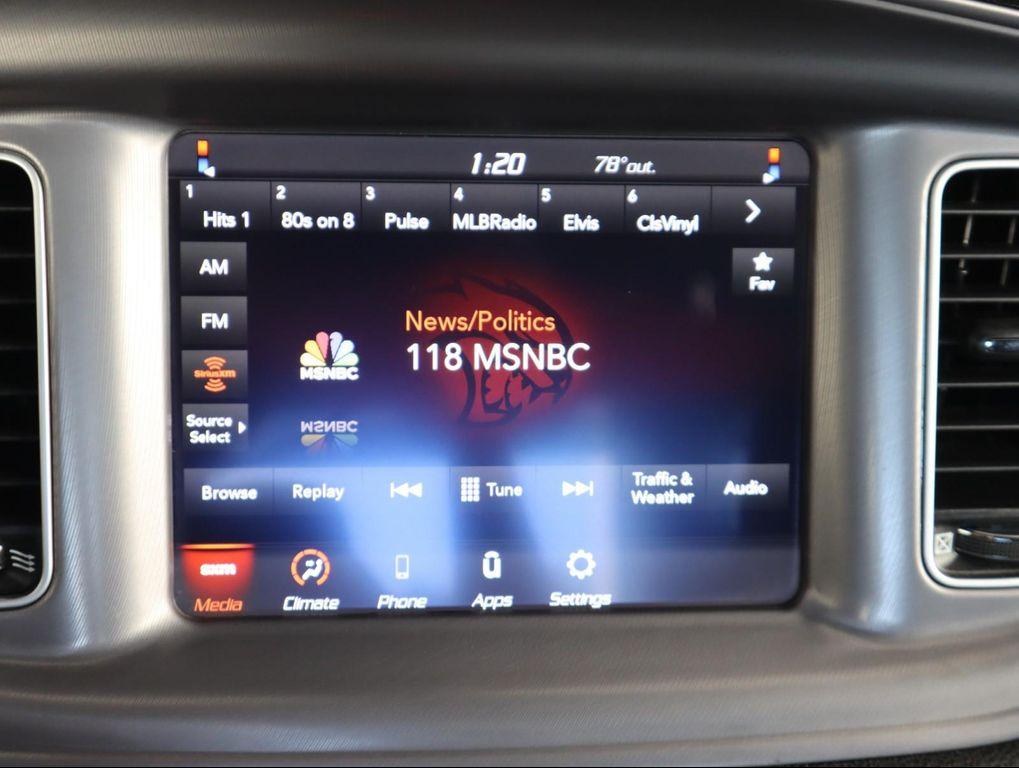 1:20 78° out.
1 2 3 4 5 6
Hits 1 80s on 8 Pulse MLBRadio Elvis ClsVinyl
AM
Fav
FM
News/Politics
118 MSNBC
MSNBC
SiriusXM
Source
Select
MSNBC
Browse Replay Tune Traffic &
Weather Audio
sxm
Media Climate Phone Apps Settings